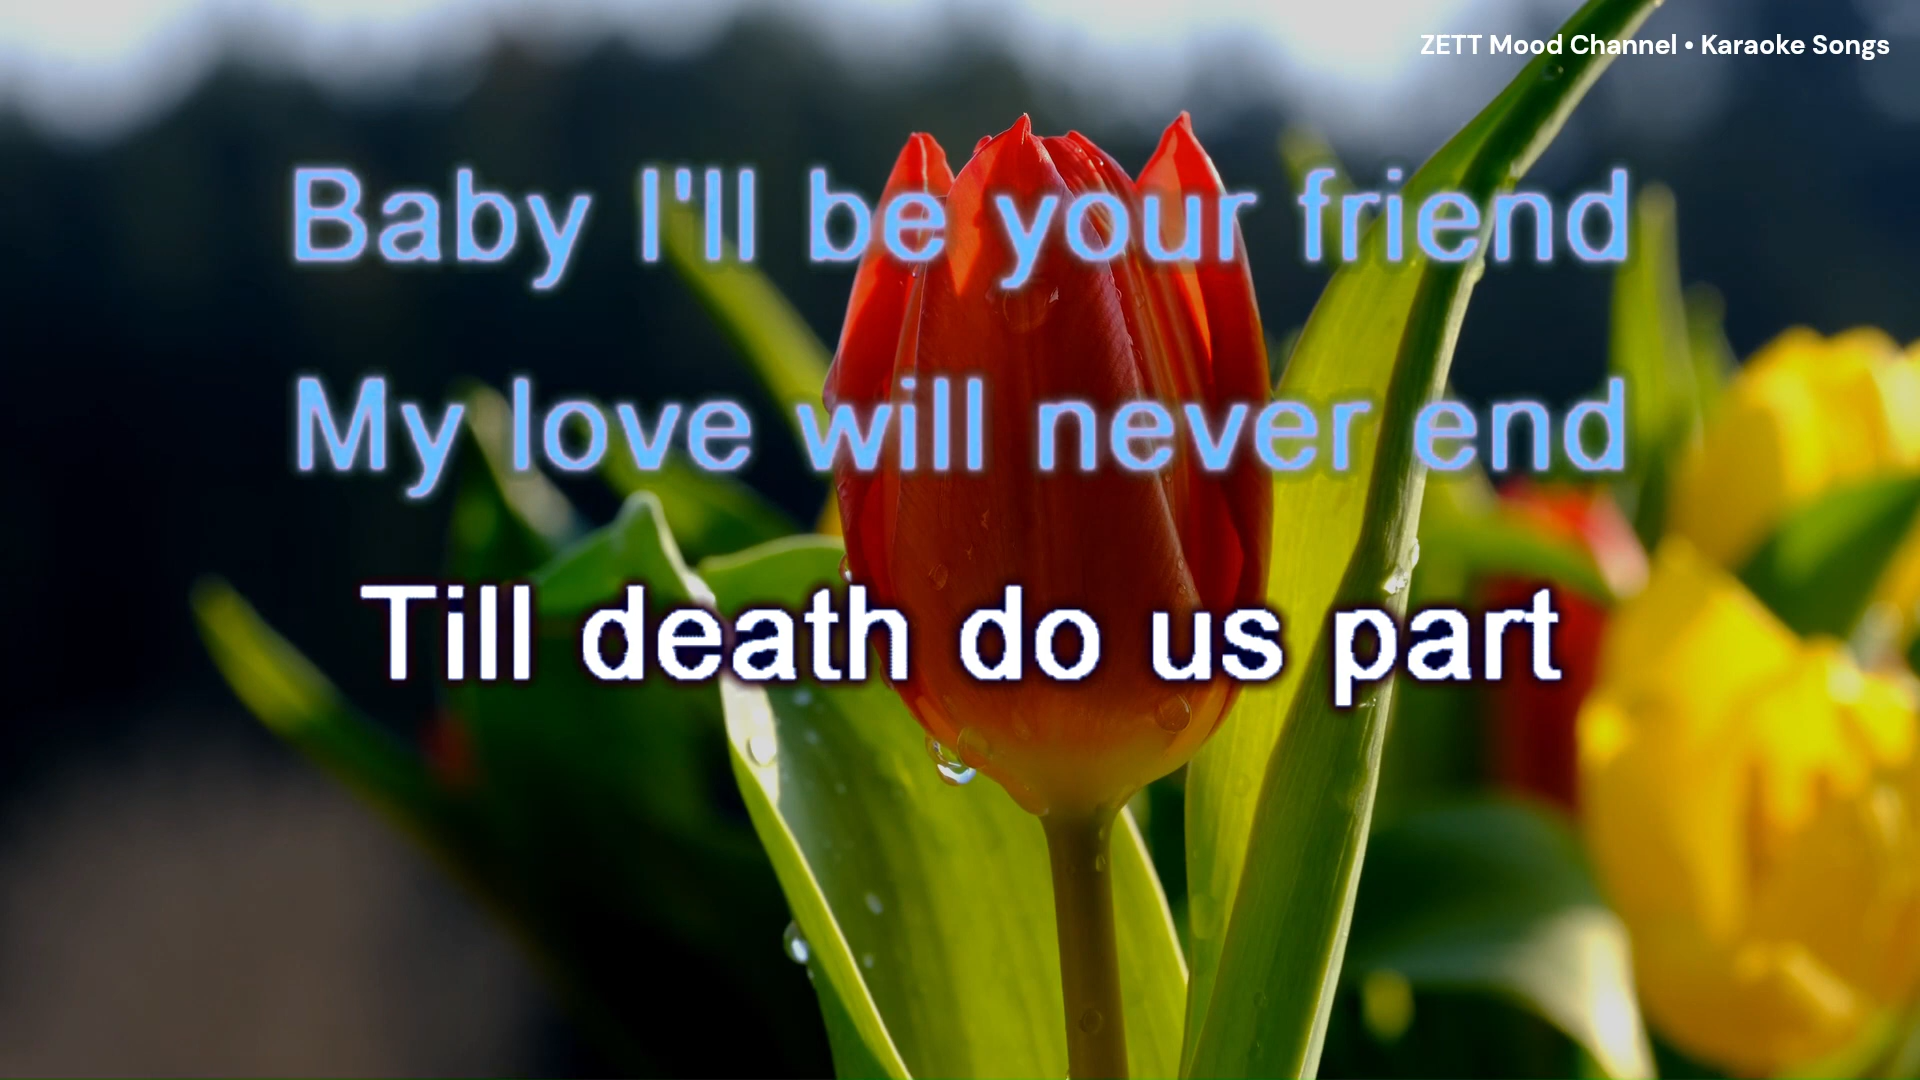 ZETT Mood Channel • Karaoke Songs
Baby I'll be your friend
My love will never end
Till death do us part